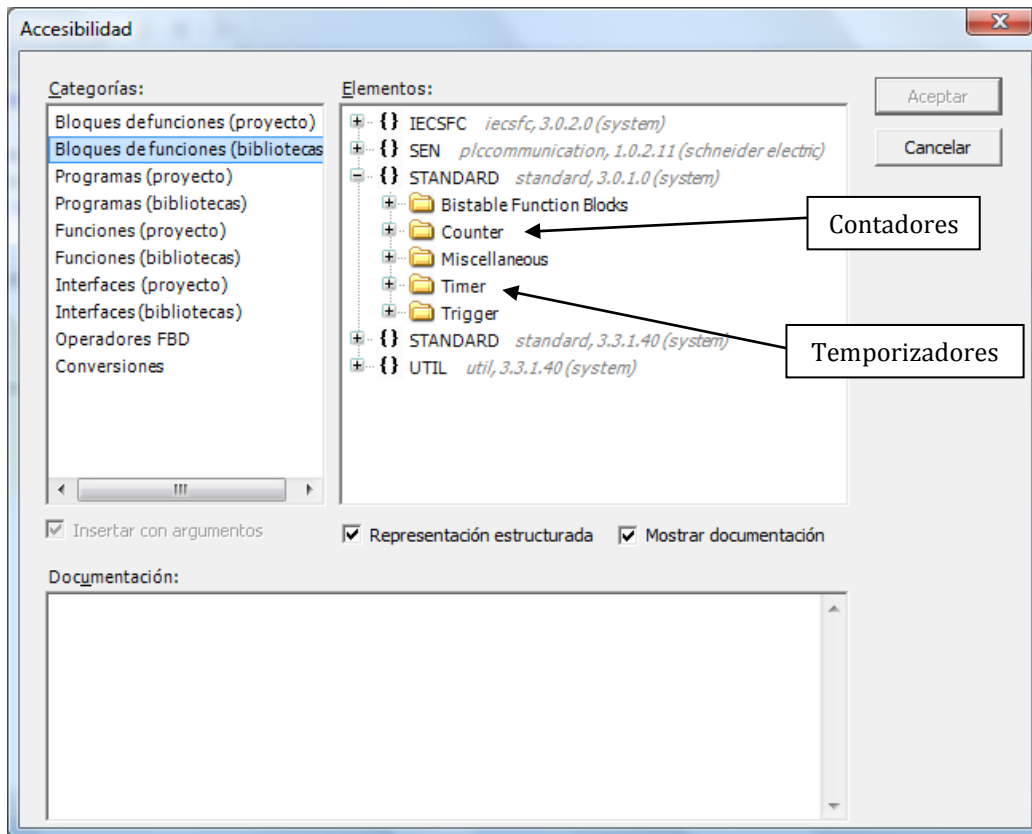 Accesibilidad
Categorías:
Bloques de funciones (proyecto)
Bloques de funciones (bibliotecas
Programas (proyecto)
Programas (bibliotecas)
Funciones (proyecto)
Funciones (bibliotecas)
Interfaces (proyecto)
Interfaces (bibliotecas)
Operadores FBD
Conversiones
Insertar con argumentos
Elementos:
{} IECSFC iecsfc, 3.0.2.0 (system)
{} SEN plccommunication, 1.0.2.11 (schneider electric)
{} STANDARD standard, 3.0.1.0 (system)
Bistable Function Blocks
Counter
Miscellaneous
Timer
Trigger
{} STANDARD standard, 3.3.1.40 (system)
{} UTIL util, 3.3.1.40 (system)
Contadores
Temporizadores
Representación estructurada
Mostrar documentación
Aceptar
Cancelar
Documentación: